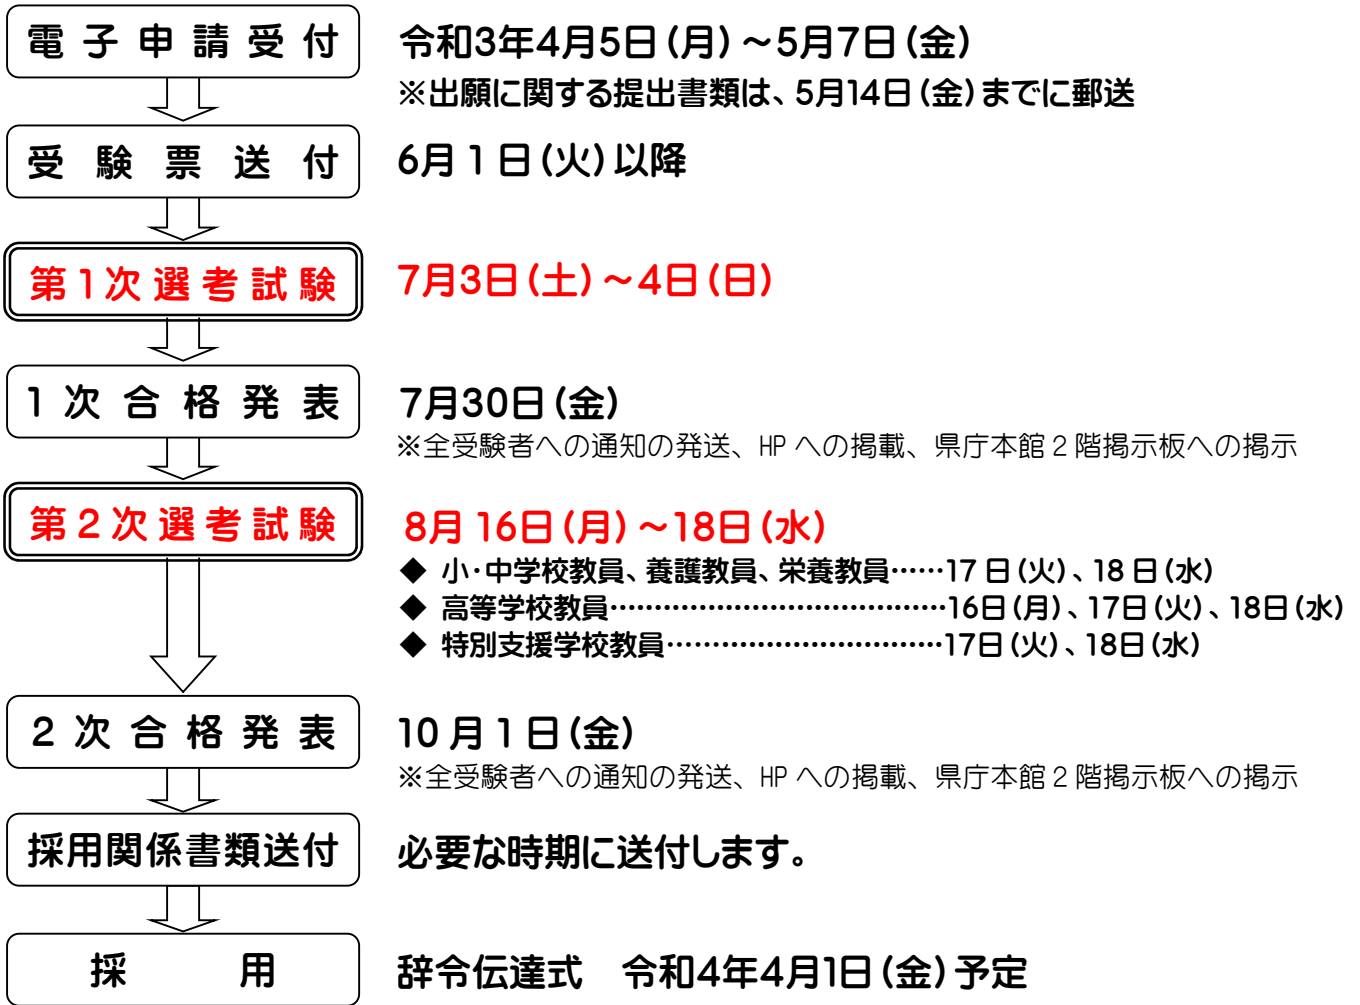 電子申請受付 令和3年4月5日(月)~5月7日(金)
※出願に関する提出書類は、5月14日(金)までに郵送
受験票送付 6月1日(火)以降
第1次選考試験 7月3日(土)~4日(日)
1次合格発表 7月30日(金)
※全受験者への通知の発送、HPへの掲載、県庁本館2階掲示板への掲示
第2次選考試験 8月16日(月)~18日(水)
◆ 小・中学校教員、養護教員、栄養教員……17日(火)、18日(水)
◆ 高等学校教員…………………………………16日(月)、17日(火)、18日(水)
◆ 特別支援学校教員……………………………17日(火)、18日(水)
2次合格発表 10月1日(金)
※全受験者への通知の発送、HPへの掲載、県庁本館2階掲示板への掲示
採用関係書類送付 必要な時期に送付します。
採用 辞令伝達式 令和4年4月1日(金)予定